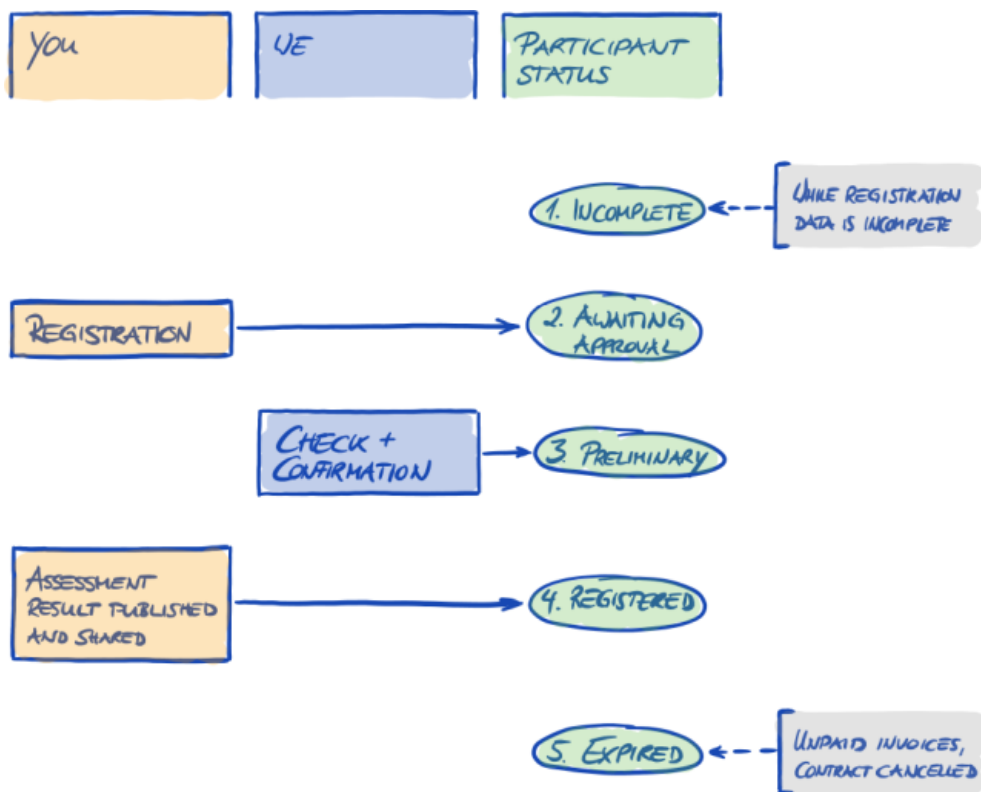 YOU
WE
PARTICIPANT
STATUS
1. INCOMPLETE
WHILE REGISTRATION
DATA IS INCOMPLETE
REGISTRATION
2. AWAITING
APPROVAL
CHECK +
CONFIRMATION
3. PRELIMINARY
ASSESSMENT
RESULT PUBLISHED
AND SHARED
4. REGISTERED
5. EXPIRED
UNPAID INVOICES,
CONTRACT CANCELLED